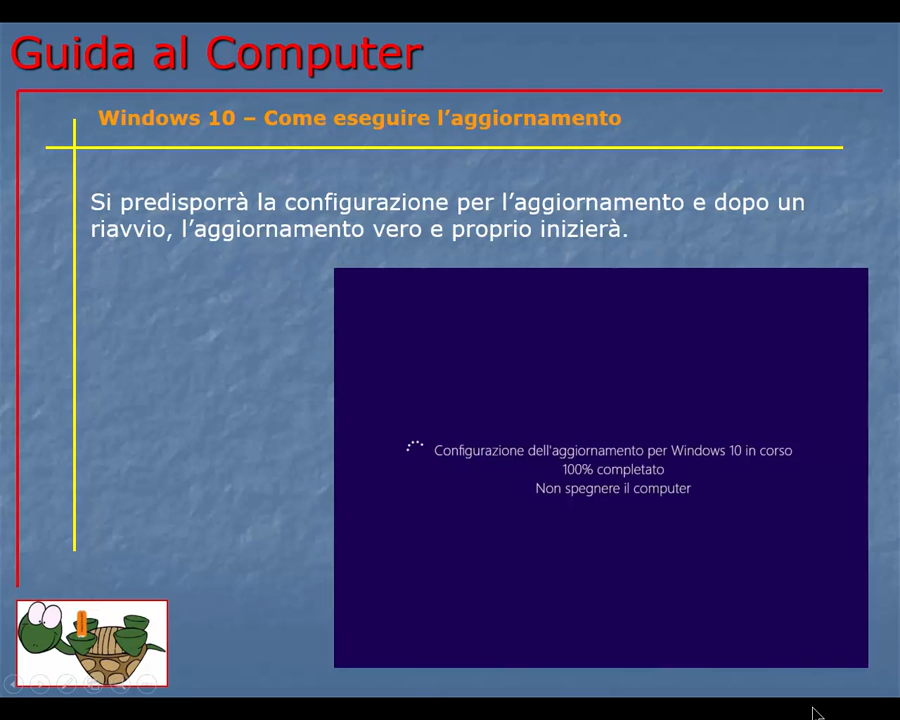 Guida al Computer
Windows 10 – Come eseguire l’aggiornamento
Si predisporrà la configurazione per l’aggiornamento e dopo un
riavvio, l’aggiornamento vero e proprio inizierà.
Configurazione dell'aggiornamento per Windows 10 in corso
100% completato
Non spegnere il computer